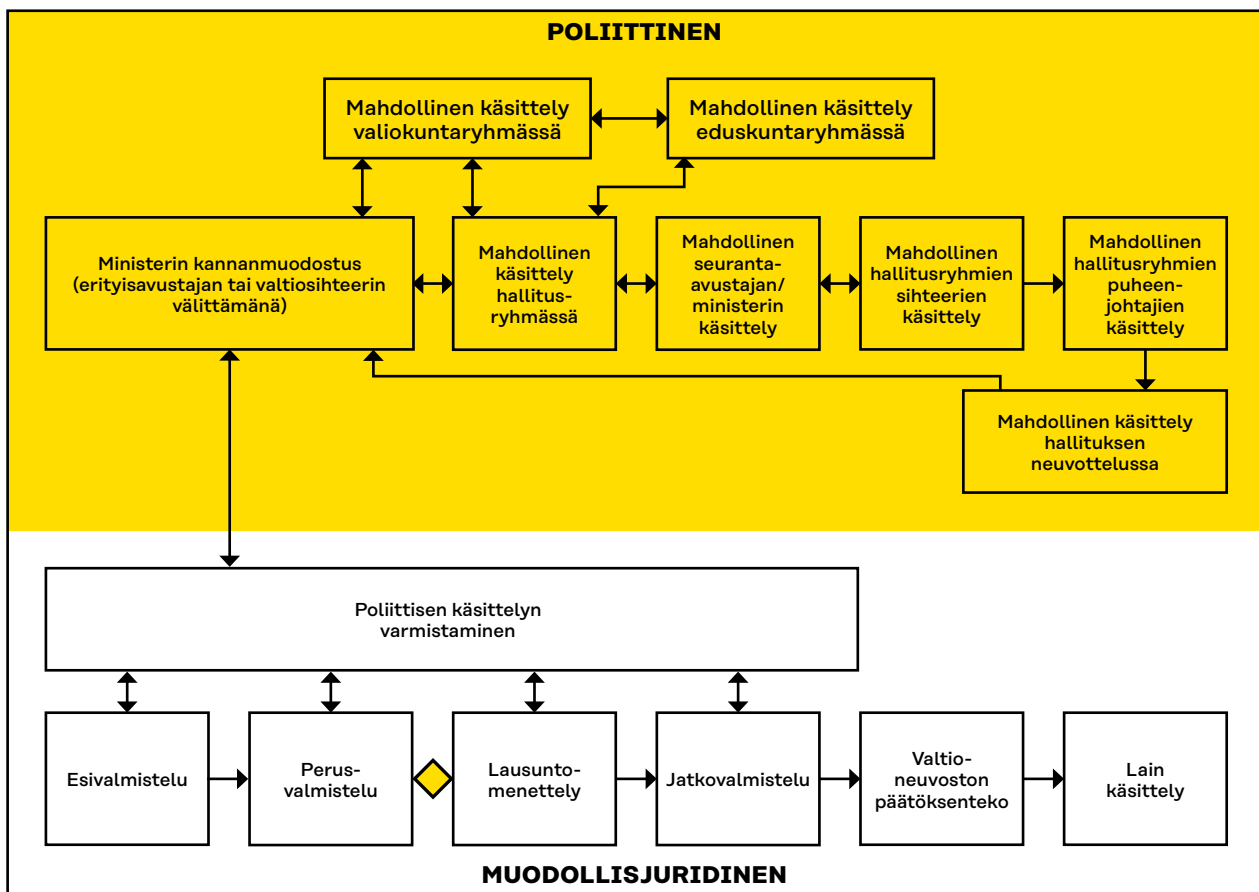 POLIITTINEN
Mahdollinen käsittely
valiokuntaryhmässä
Mahdollinen käsittely
eduskuntaryhmässä
Ministerin kannanmuodostus
(erityisavustajan tai valtiosihteerin
välittämänä)
Mahdollinen
käsittely
hallitus-
ryhmässä
Mahdollinen
seuranta-
avustajan/
ministerin
käsittely
Mahdollinen
hallitusryhmien
sihteerien
käsittely
Mahdollinen
hallitusryhmien
puheen-
johtajien
käsittely
Mahdollinen käsittely
hallituksen
neuvottelussa
Poliittisen käsittelyn
varmistaminen
Esivalmistelu
Perus-
valmistelu
Lausunto-
menettely
Jatkovalmistelu
Valtio-
neuvoston
päätöksenteko
Lain
käsittely
MUODOLLISJURIDINEN